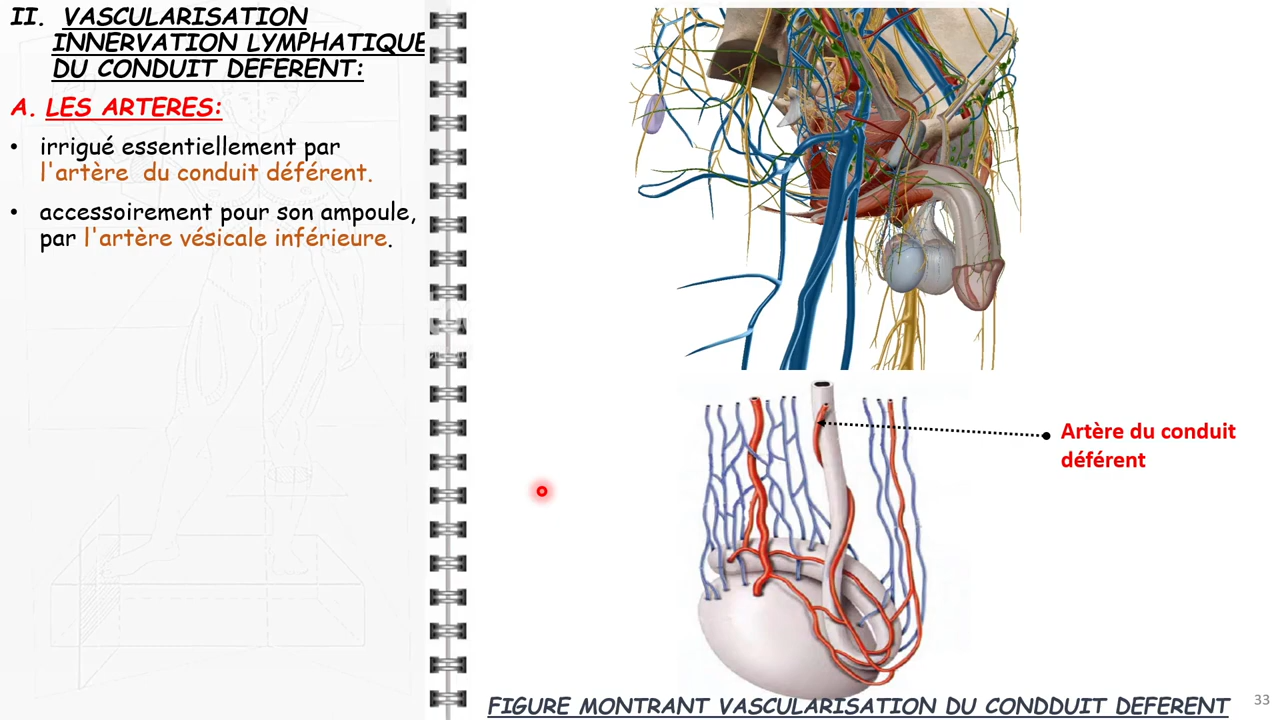 II. VASCULARISATION
INNERVATION LYMPHATIQUE
DU CONDUIT DEFERENT:
A. LES ARTERES:
• irrigué essentiellement par
l'artère du conduit déférent.
• accessoirement pour son ampoule,
par l'artère vésicale inférieure.
Artère du conduit
déférent
FIGURE MONTRANT VASCULARISATION DU CONDDUIT DEFERENT
33